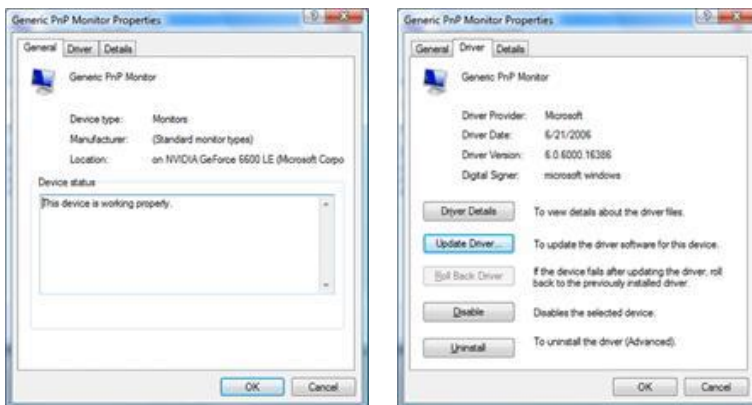 Generic PnP Monitor Properties
General Driver Details
Generic PnP Monitor
Device type: Monitors
Manufacturer: (Standard monitor types)
Location: on NVIDIA GeForce 6600 LE (Microsoft Corpo
Device status
This device is working properly.
OK Cancel
Generic PnP Monitor Properties
General Driver Details
Generic PnP Monitor
Driver Provider: Microsoft
Driver Date: 6/21/2006
Driver Version: 6.0.6000.16386
Digital Signer: microsoft windows
Driver Details To view details about the driver files.
Update Driver... To update the driver software for this device.
Roll Back Driver If the device fails after updating the driver, roll
back to the previously installed driver.
Disable Disables the selected device.
Uninstall To uninstall the driver (Advanced).
OK Cancel